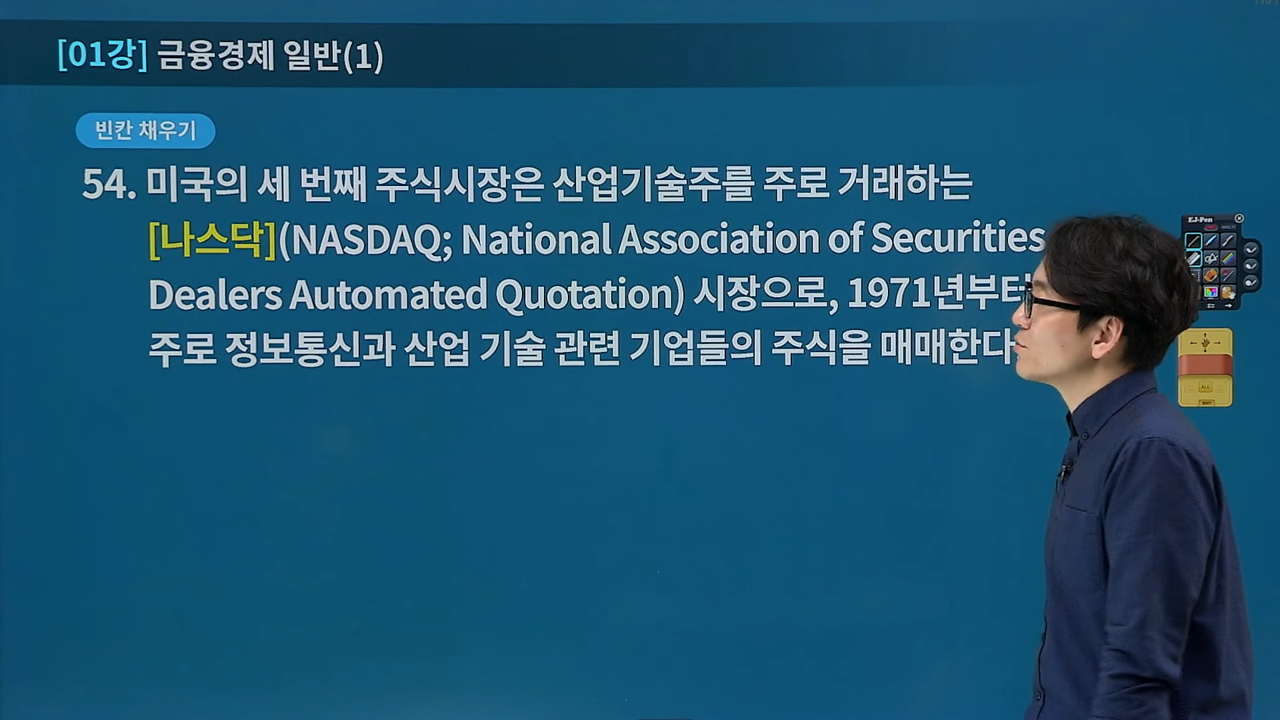 [01강] 금융경제 일반(1)
빈칸 채우기
54. 미국의 세 번째 주식시장은 산업기술주를 주로 거래하는
[나스닥](NASDAQ; National Association of Securities
Dealers Automated Quotation) 시장으로, 1971년부터
주로 정보통신과 산업 기술 관련 기업들의 주식을 매매한다
EJ-Pen